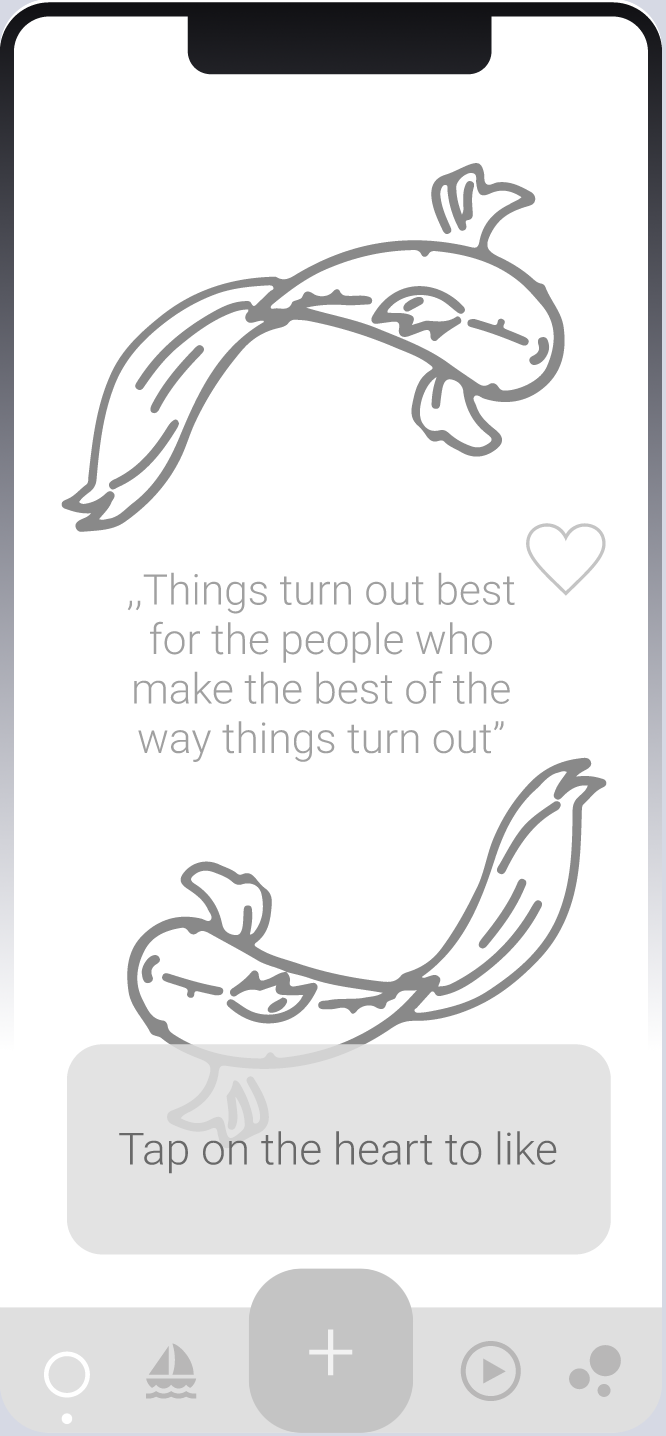 „Things turn out best
for the people who
make the best of the
way things turn out”
Tap on the heart to like